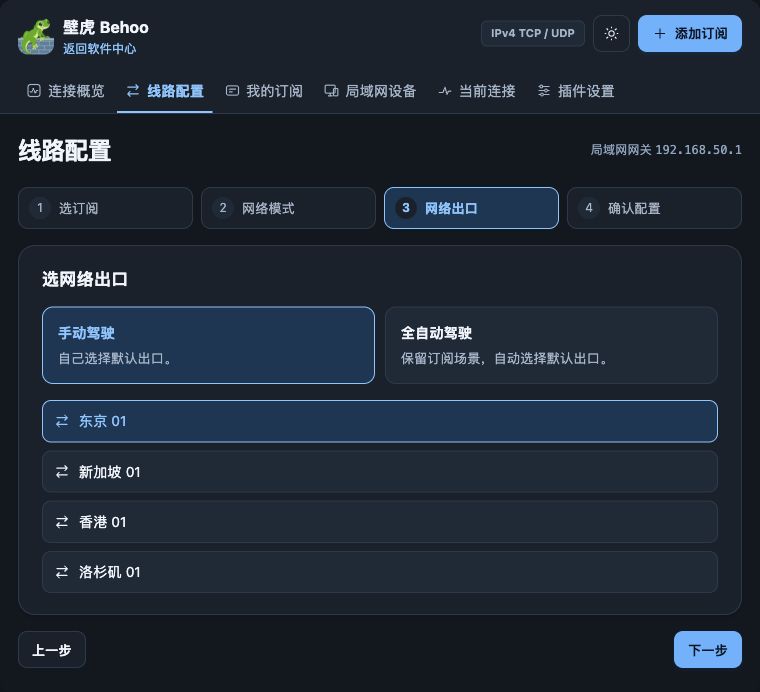 壁虎 Behoo
返回软件中心
IPv4 TCP / UDP
添加订阅
连接概览
线路配置
我的订阅
局域网设备
当前连接
插件设置
线路配置
局域网网关 192.168.50.1
1 选订阅
2 网络模式
3 网络出口
4 确认配置
选网络出口
手动驾驶
自己选择默认出口。
全自动驾驶
保留订阅场景，自动选择默认出口。
东京 01
新加坡 01
香港 01
洛杉矶 01
上一步
下一步